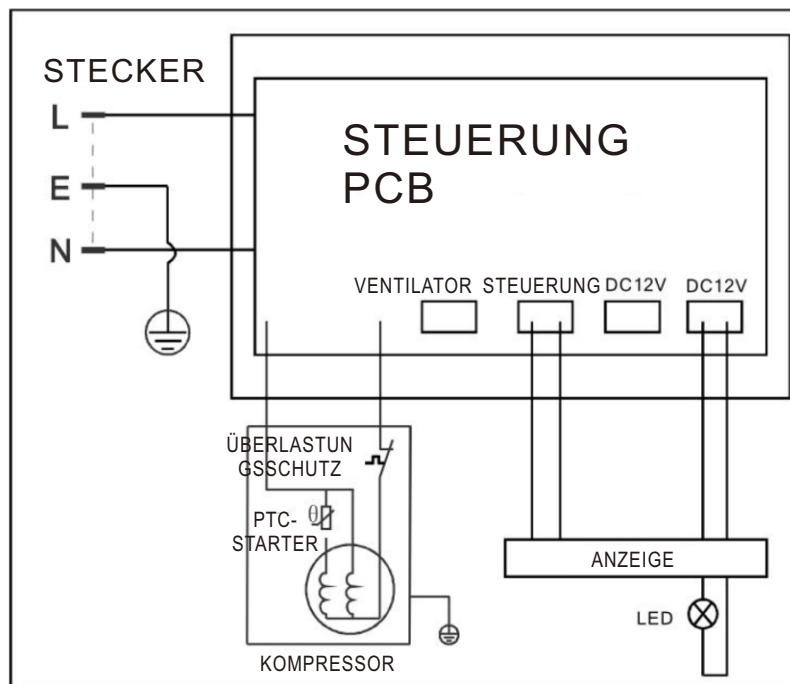 STECKER
L
E
N
STEUERUNG
PCB
VENTILATOR STEUERUNG DC12V DC12V
ÜBERLASTUN
GSSCHUTZ
θ
PTC-
STARTER
KOMPRESSOR
ANZEIGE
LED